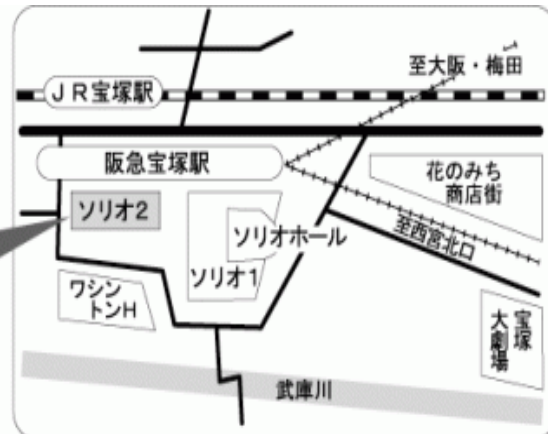 至大阪・梅田
JR宝塚駅
阪急宝塚駅
花のみち
商店街
ソリオ2
ソリオホール
至西宮北口
ソリオ1
ワシン
トンH
宝塚
大劇場
武庫川